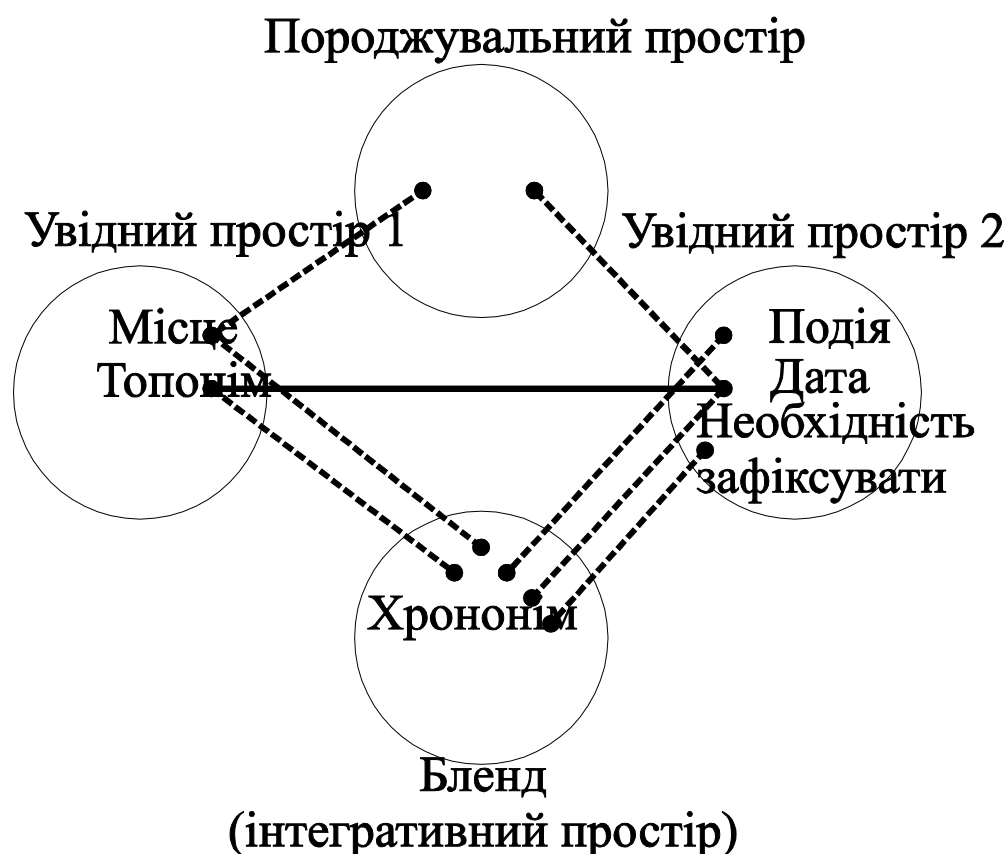 Породжувальний простір
Увідний простір 1
Увідний простір 2
Місце
Топонім
Подія
Дата
Необхідність
зафіксувати
Хрононім
Бленд
(інтегративний простір)